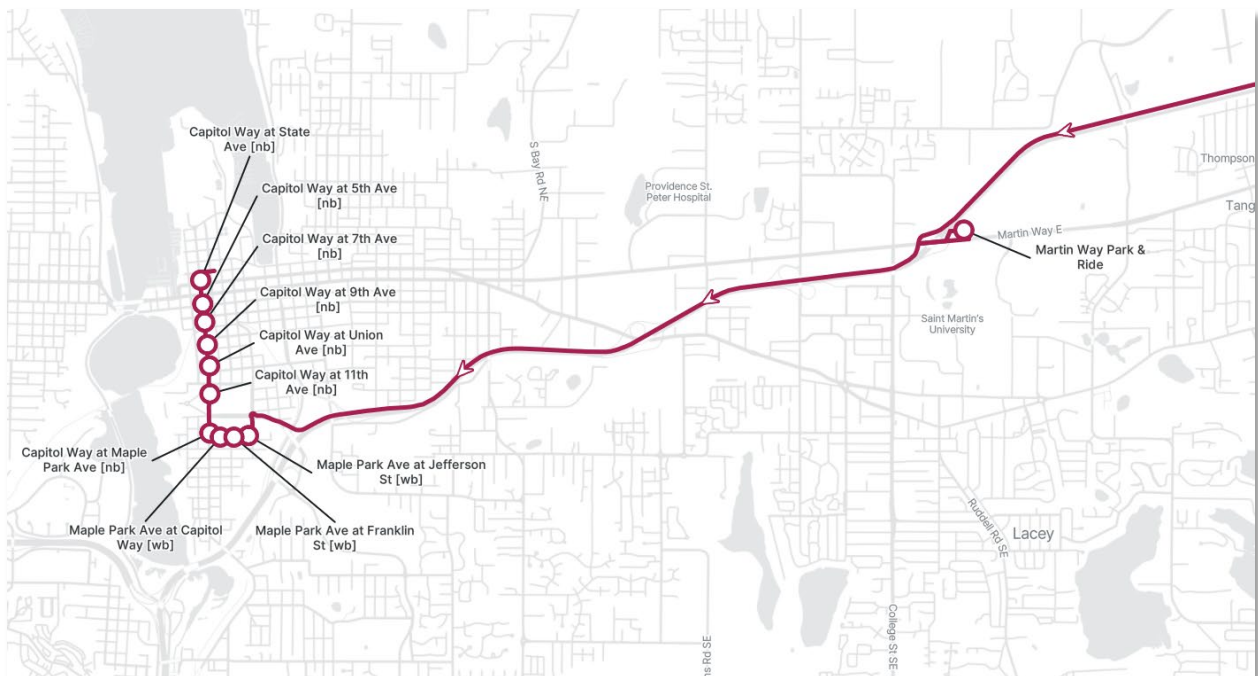 Capitol Way at State
Ave [nb]
Capitol Way at 5th Ave
[nb]
Capitol Way at 7th Ave
[nb]
Capitol Way at 9th Ave
[nb]
Capitol Way at Union
Ave [nb]
Capitol Way at 11th
Ave [nb]
Capitol Way at Maple
Park Ave [nb]
Maple Park Ave at Capitol
Way [wb]
Maple Park Ave at Franklin
St [wb]
Maple Park Ave at Jefferson
St [wb]
S Bay Rd NE
Providence St.
Peter Hospital
Martin Way E
Martin Way Park &
Ride
Thompson
Tang
Saint Martin's
University
Ruddell Rd SE
Lacey
College St SE
ns Rd SE